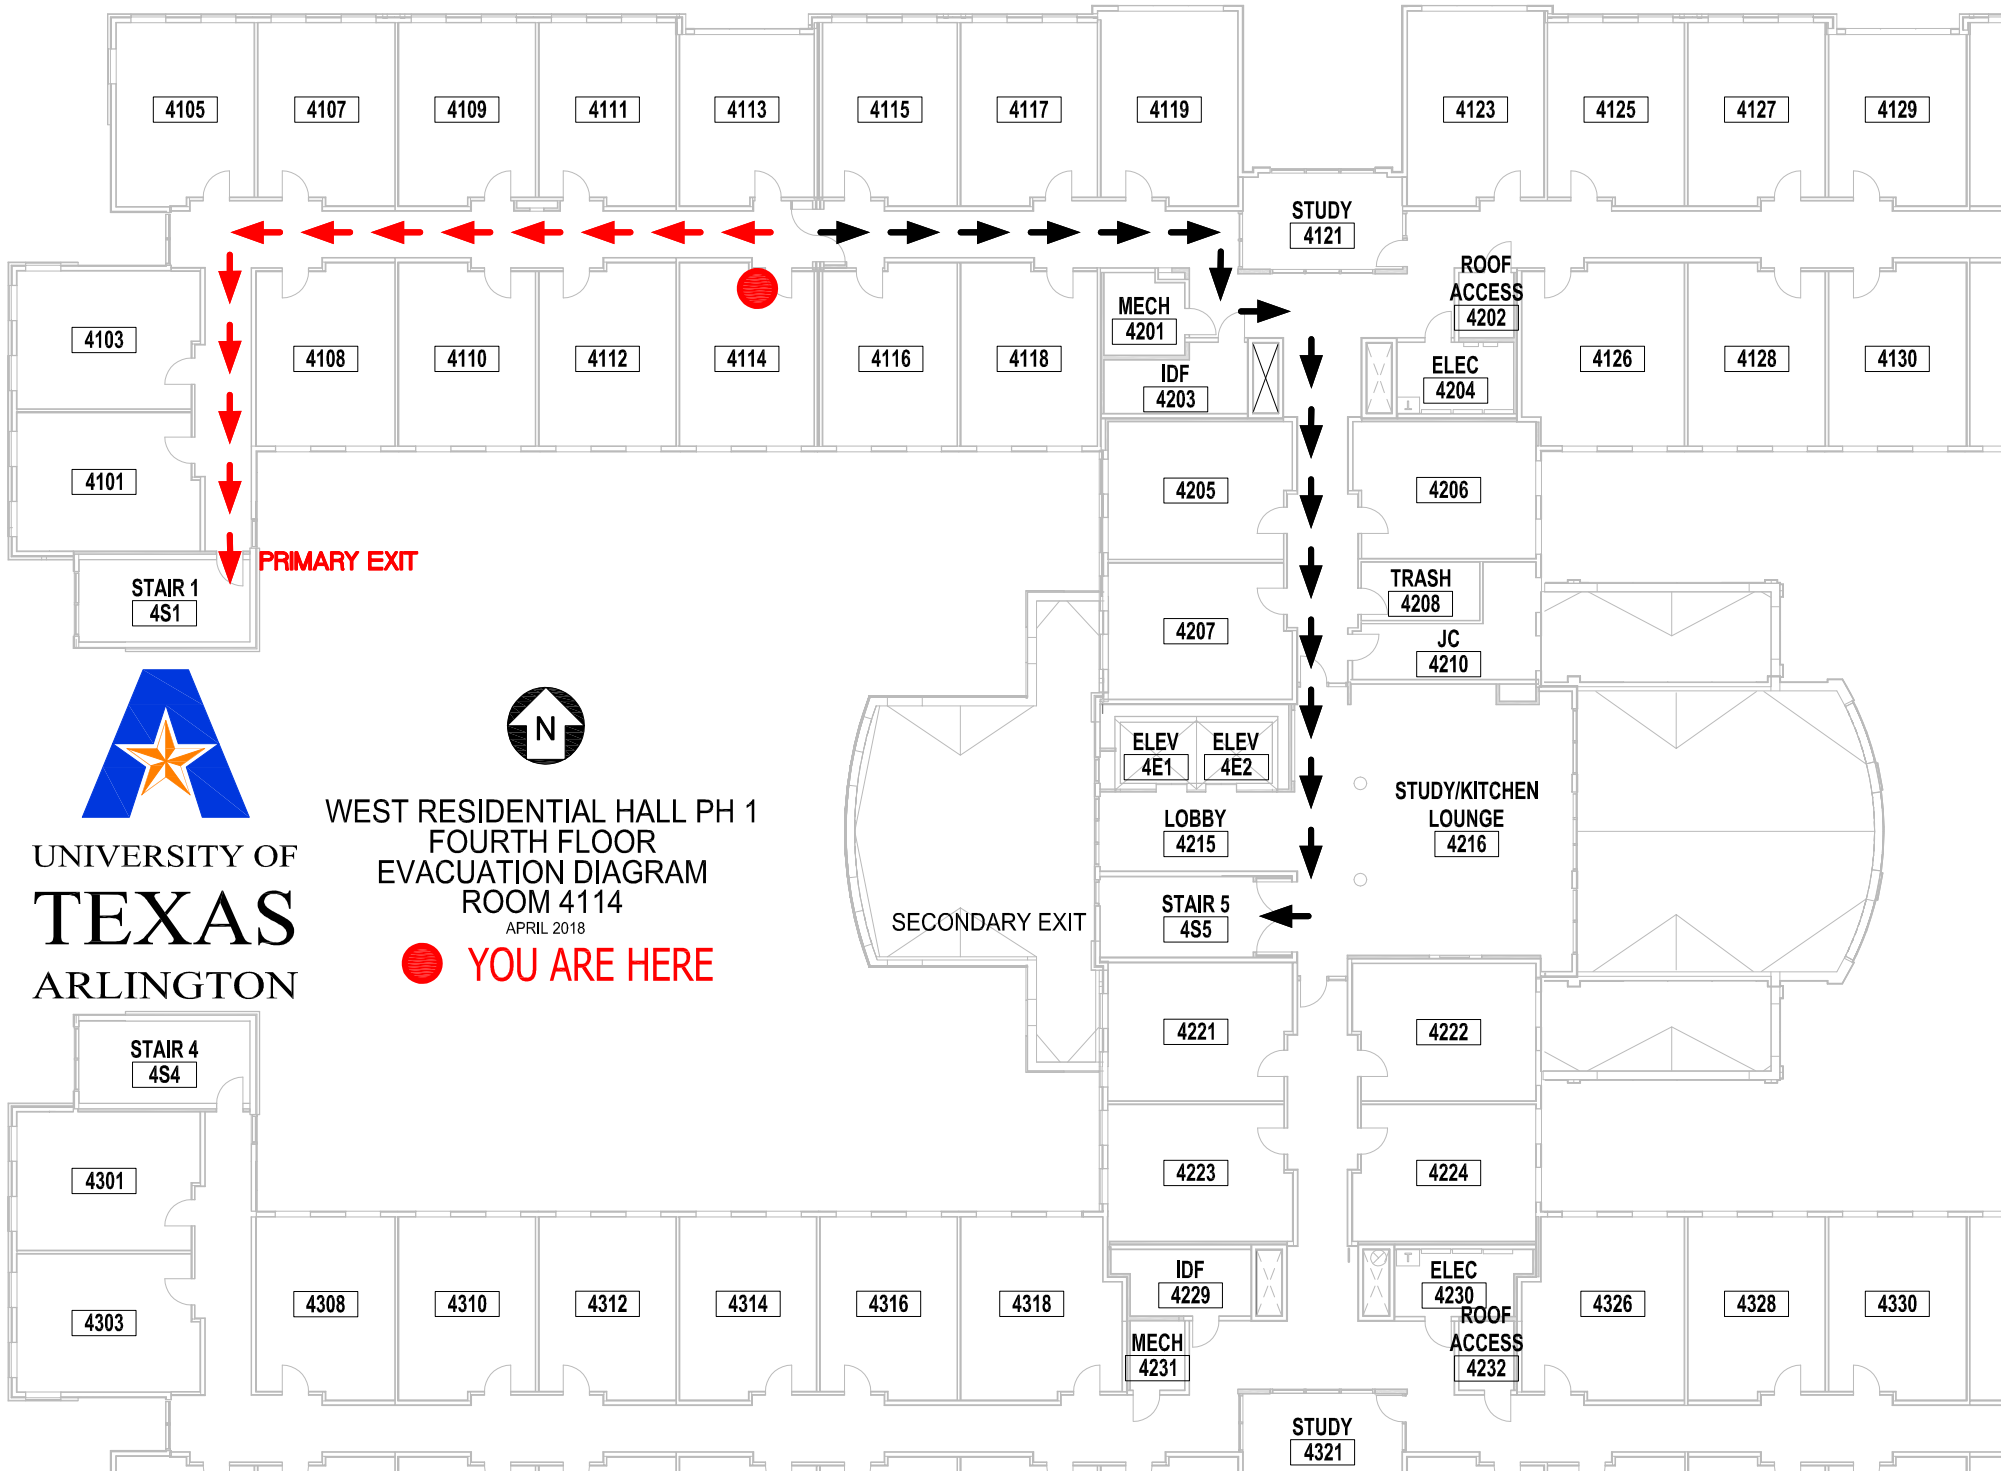 4105
4107
4109
4111
4113
4115
4117
4119
4123
4125
4127
4129
STUDY
4121
ROOF
ACCESS
4202
MECH
4201
4103
4108
4110
4112
4114
4116
4118
IDF
4203
ELEC
4204
4126
4128
4130
4101
4205
4206
PRIMARY EXIT
STAIR 1
4S1
TRASH
4208
4207
JC
4210
N
ELEV
4E1
ELEV
4E2
STUDY/KITCHEN
LOUNGE
4216
LOBBY
4215
WEST RESIDENTIAL HALL PH 1
FOURTH FLOOR
EVACUATION DIAGRAM
ROOM 4114
APRIL 2018
YOU ARE HERE
UNIVERSITY OF
TEXAS
ARLINGTON
SECONDARY EXIT
STAIR 5
4S5
STAIR 4
4S4
4221
4222
4301
4223
4224
4303
4308
4310
4312
4314
4316
4318
IDF
4229
ELEC
4230
ROOF
ACCESS
4232
MECH
4231
4326
4328
4330
STUDY
4321
T
T